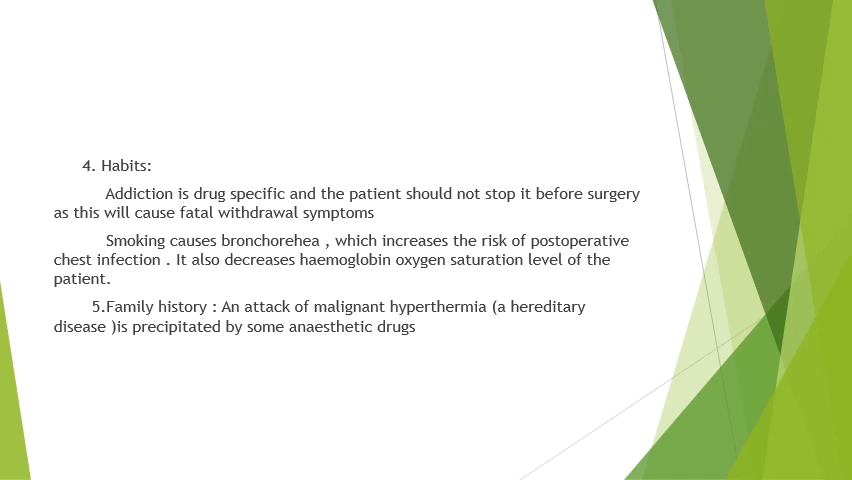 4. Habits:
Addiction is drug specific and the patient should not stop it before surgery
as this will cause fatal withdrawal symptoms
Smoking causes bronchorehea , which increases the risk of postoperative
chest infection . It also decreases haemoglobin oxygen saturation level of the
patient.
5.Family history : An attack of malignant hyperthermia (a hereditary
disease )is precipitated by some anaesthetic drugs